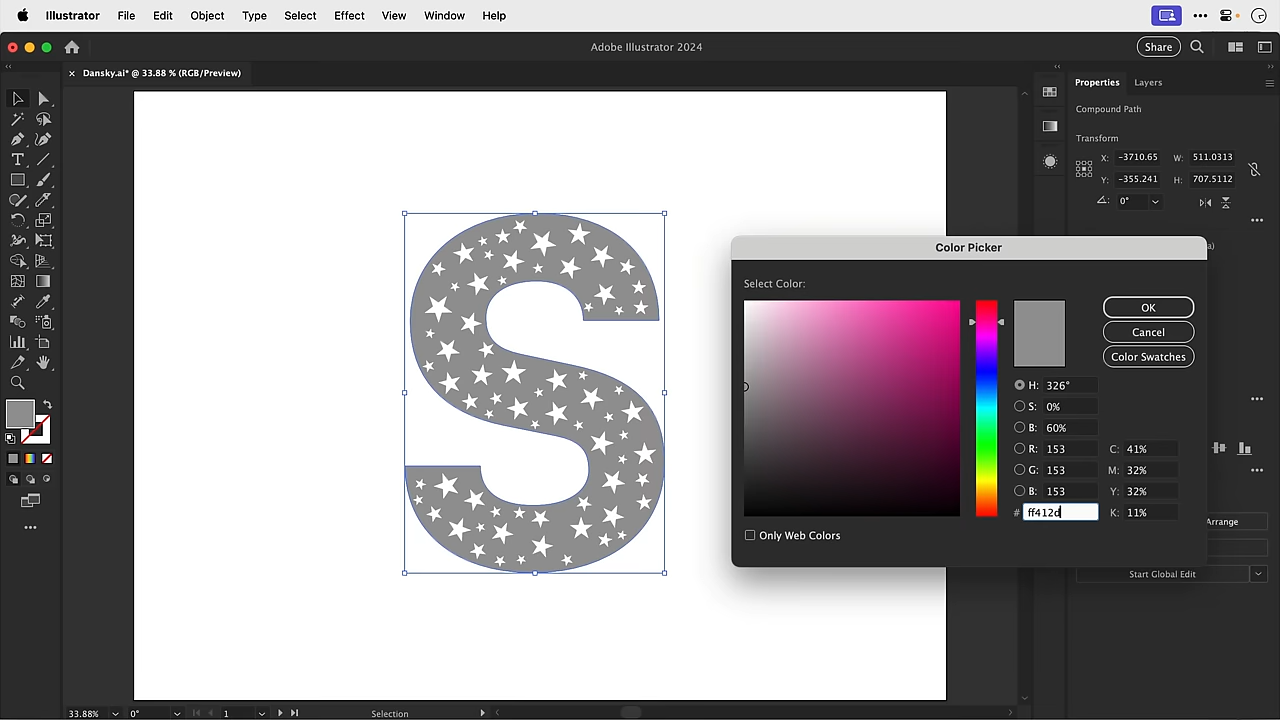 Illustrator File Edit Object Type Select Effect View Window Help
Adobe Illustrator 2024
Share
× Dansky.ai* @ 33.88 % (RGB/Preview)
Properties Layers
Compound Path
Transform
X: -3710.65 W: 511.0313
Y: -355.241 H: 707.5112
0°
S
Color Picker
Select Color:
OK
Cancel
Color Swatches
H: 326°
S: 0%
B: 60%
R: 153 C: 41%
G: 153 M: 32%
B: 153 Y: 32%
# ff412d K: 11%
Only Web Colors
Arrange
Start Global Edit
33.88% 0° 1 Selection